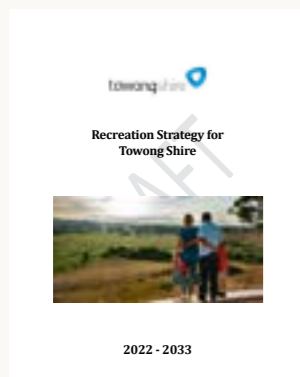 towong shire
Recreation Strategy for
Towong Shire
DRAFT
2022 - 2033